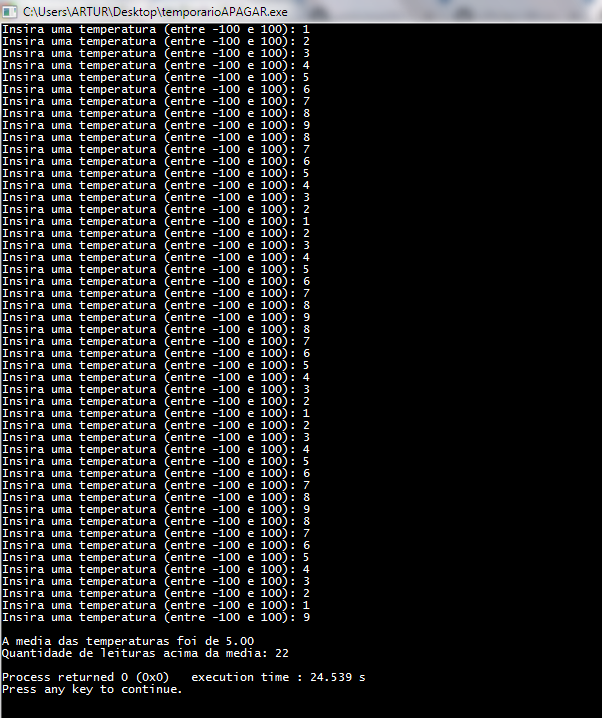 C:\Users\ARTUR\Desktop\temporarioAPAGAR.exe
Insira uma temperatura (entre -100 e 100): 1
Insira uma temperatura (entre -100 e 100): 2
Insira uma temperatura (entre -100 e 100): 3
Insira uma temperatura (entre -100 e 100): 4
Insira uma temperatura (entre -100 e 100): 5
Insira uma temperatura (entre -100 e 100): 6
Insira uma temperatura (entre -100 e 100): 7
Insira uma temperatura (entre -100 e 100): 8
Insira uma temperatura (entre -100 e 100): 9
Insira uma temperatura (entre -100 e 100): 8
Insira uma temperatura (entre -100 e 100): 7
Insira uma temperatura (entre -100 e 100): 6
Insira uma temperatura (entre -100 e 100): 5
Insira uma temperatura (entre -100 e 100): 4
Insira uma temperatura (entre -100 e 100): 3
Insira uma temperatura (entre -100 e 100): 2
Insira uma temperatura (entre -100 e 100): 1
Insira uma temperatura (entre -100 e 100): 2
Insira uma temperatura (entre -100 e 100): 3
Insira uma temperatura (entre -100 e 100): 4
Insira uma temperatura (entre -100 e 100): 5
Insira uma temperatura (entre -100 e 100): 6
Insira uma temperatura (entre -100 e 100): 7
Insira uma temperatura (entre -100 e 100): 8
Insira uma temperatura (entre -100 e 100): 9
Insira uma temperatura (entre -100 e 100): 8
Insira uma temperatura (entre -100 e 100): 7
Insira uma temperatura (entre -100 e 100): 6
Insira uma temperatura (entre -100 e 100): 5
Insira uma temperatura (entre -100 e 100): 4
Insira uma temperatura (entre -100 e 100): 3
Insira uma temperatura (entre -100 e 100): 2
Insira uma temperatura (entre -100 e 100): 1
Insira uma temperatura (entre -100 e 100): 2
Insira uma temperatura (entre -100 e 100): 3
Insira uma temperatura (entre -100 e 100): 4
Insira uma temperatura (entre -100 e 100): 5
Insira uma temperatura (entre -100 e 100): 6
Insira uma temperatura (entre -100 e 100): 7
Insira uma temperatura (entre -100 e 100): 8
Insira uma temperatura (entre -100 e 100): 9
Insira uma temperatura (entre -100 e 100): 8
Insira uma temperatura (entre -100 e 100): 7
Insira uma temperatura (entre -100 e 100): 6
Insira uma temperatura (entre -100 e 100): 5
Insira uma temperatura (entre -100 e 100): 4
Insira uma temperatura (entre -100 e 100): 3
Insira uma temperatura (entre -100 e 100): 2
Insira uma temperatura (entre -100 e 100): 1
Insira uma temperatura (entre -100 e 100): 9
A media das temperaturas foi de 5.00
Quantidade de leituras acima da media: 22
Process returned 0 (0x0)   execution time : 24.539 s
Press any key to continue.